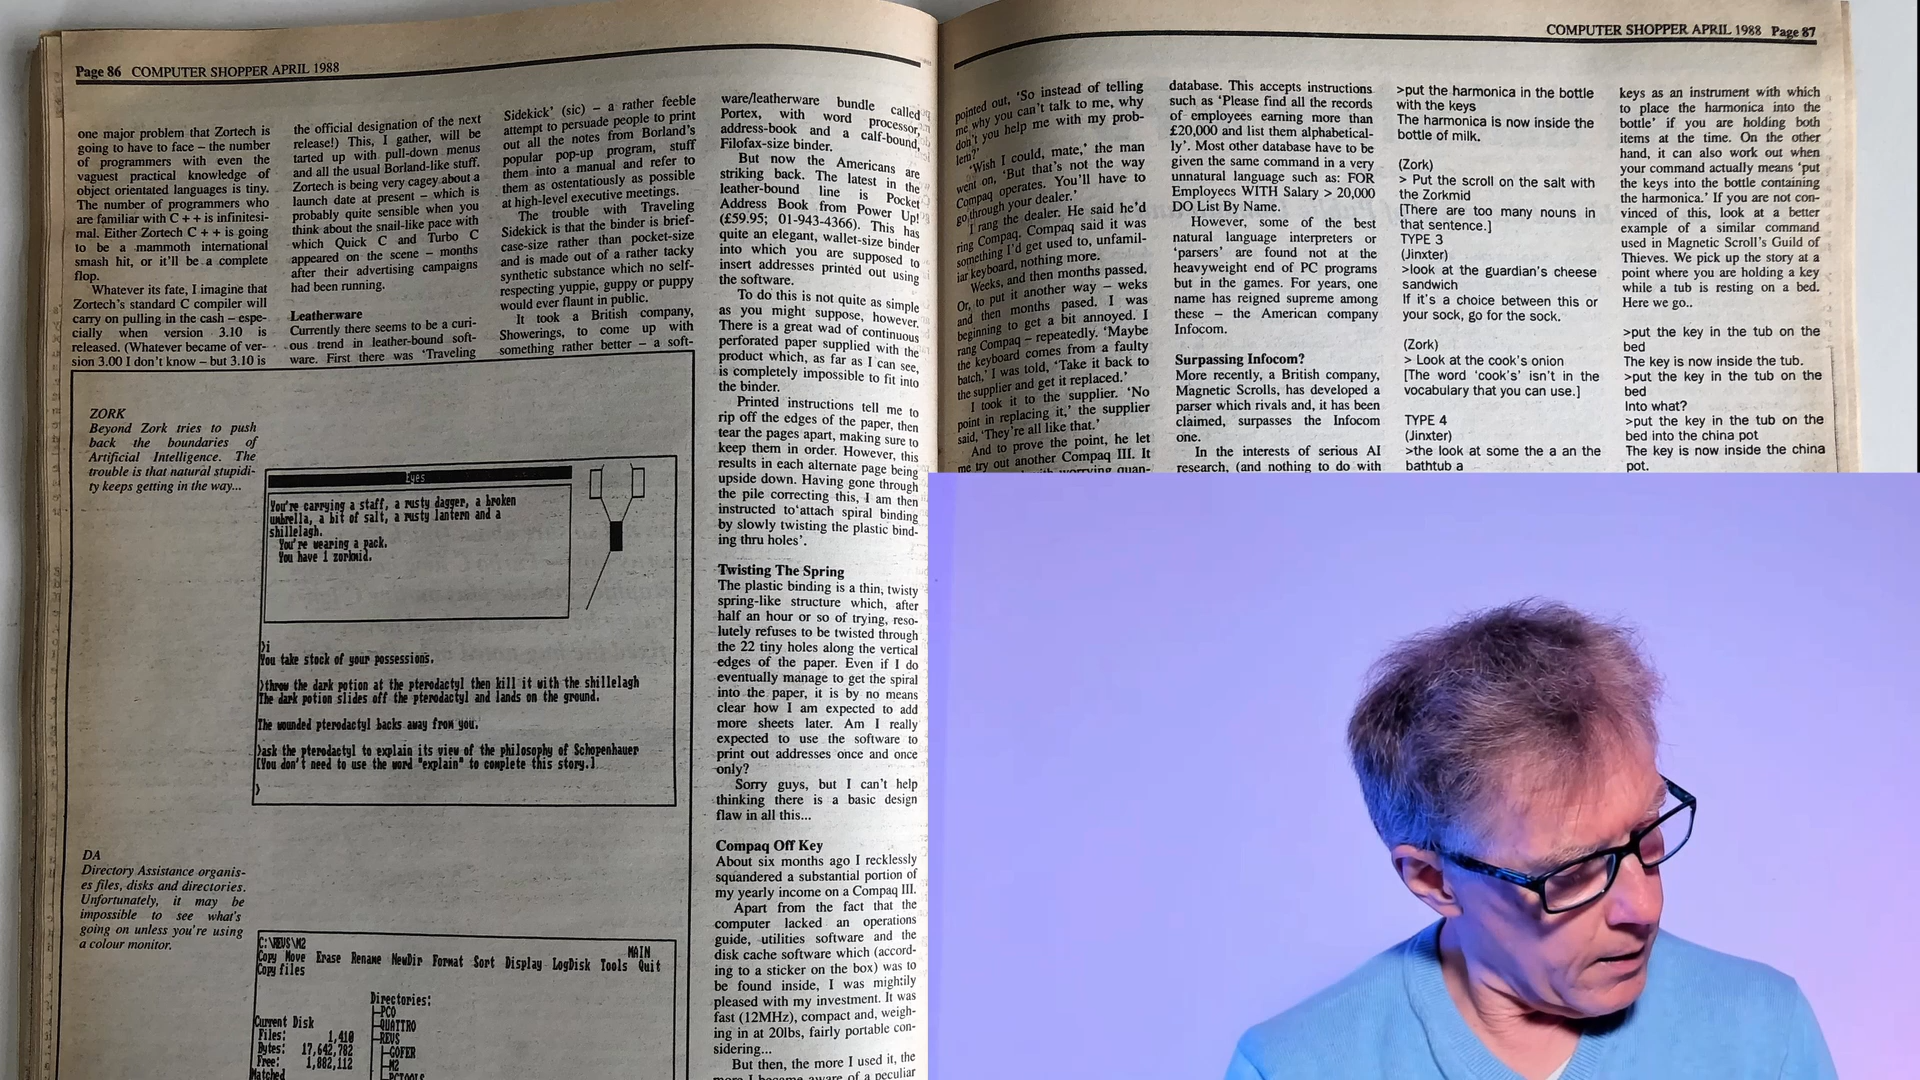 Page 86 COMPUTER SHOPPER APRIL 1988
one major problem that Zortech is
going to have to face – the number
of programmers with even the
vaguest practical knowledge of
object orientated languages is tiny.
The number of programmers who
are familiar with C + + is infinitesi-
mal. Either Zortech C + + is going
to be a mammoth international
smash hit, or it'll be a complete
flop.
Whatever its fate, I imagine that
Zortech's standard C compiler will
carry on pulling in the cash – espe-
cially when version 3.10 is
released. (Whatever became of ver-
sion 3.00 I don't know – but 3.10 is
the official designation of the next
release!) This, I gather, will be
tarted up with pull-down menus
and all the usual Borland-like stuff.
Zortech is being very cagey about a
launch date at present – which is
probably quite sensible when you
think about the snail-like pace with
which Quick C and Turbo C
appeared on the scene – months
after their advertising campaigns
had been running.
Leatherware
Currently there seems to be a curi-
ous trend in leather-bound soft-
ware. First there was 'Traveling
Sidekick' (sic) – a rather feeble
attempt to persuade people to print
out all the notes from Borland's
popular pop-up program, stuff
them into a manual and refer to
them as ostentatiously as possible
at high-level executive meetings.
The trouble with Traveling
Sidekick is that the binder is brief-
case-size rather than pocket-size
and is made out of a rather tacky
synthetic substance which no self-
respecting yuppie, guppy or puppy
would ever flaunt in public.
It took a British company,
Showerings, to come up with
something rather better – a soft-
ware/leatherware bundle called
Portex, with word processor,
address-book and a calf-bound,
Filofax-size binder.
But now the Americans are
striking back. The latest in the
leather-bound line is Pocket
Address Book from Power Up!
(£59.95; 01-943-4366). This has
quite an elegant, wallet-size binder
into which you are supposed to
insert addresses printed out using
the software.
To do this is not quite as simple
as you might suppose, however.
There is a great wad of continuous
perforated paper supplied with the
product which, as far as I can see,
is completely impossible to fit into
the binder.
Printed instructions tell me to
rip off the edges of the paper, then
tear the pages apart, making sure to
keep them in order. However, this
results in each alternate page being
upside down. Having gone through
the pile correcting this, I am then
instructed to'attach spiral binding
by slowly twisting the plastic bind-
ing thru holes'.
Twisting The Spring
The plastic binding is a thin, twisty
spring-like structure which, after
half an hour or so of trying, reso-
lutely refuses to be twisted through
the 22 tiny holes along the vertical
edges of the paper. Even if I do
eventually manage to get the spiral
into the paper, it is by no means
clear how I am expected to add
more sheets later. Am I really
expected to use the software to
print out addresses once and once
only?
Sorry guys, but I can't help
thinking there is a basic design
flaw in all this...
Compaq Off Key
About six months ago I recklessly
squandered a substantial portion of
my yearly income on a Compaq III.
Apart from the fact that the
computer lacked an operations
guide, utilities software and the
disk cache software which (accord-
ing to a sticker on the box) was to
be found inside, I was mightily
pleased with my investment. It was
fast (12MHz), compact and, weigh-
ing in at 20lbs, fairly portable con-
sidering...
But then, the more I used it, the
more I became aware of a peculiar
ZORK
Beyond Zork tries to push
back the boundaries of
Artificial Intelligence. The
trouble is that natural stupidi-
ty keeps getting in the way...
Eyes
You're carrying a staff, a rusty dagger, a broken
umbrella, a bit of salt, a rusty lantern and a
shillelagh.
You're wearing a pack.
You have 1 zorkmid.
>i
You take stock of your possessions.
>throw the dark potion at the pterodactyl then kill it with the shillelagh
The dark potion slides off the pterodactyl and lands on the ground.
The wounded pterodactyl backs away from you.
>ask the pterodactyl to explain its view of the philosophy of Schopenhauer
[You don't need to use the word "explain" to complete this story.]
>
DA
Directory Assistance organis-
es files, disks and directories.
Unfortunately, it may be
impossible to see what's
going on unless you're using
a colour monitor.
C:\REVS\M2
MAIN
Copy Move Erase Rename NewDir Format Sort Display LogDisk Tools Quit
Copy files
Directories:
PCO
QUATTRO
REVS
GOFER
M2
PCTOOLS
Current Disk
Files: 1,410
Bytes: 17,642,782
Free: 1,882,112
Matched
COMPUTER SHOPPER APRIL 1988 Page 87
pointed out, 'So instead of telling
me why you can't talk to me, why
don't you help me with my prob-
lem?'
'Wish I could, mate,' the man
went on, 'But that's not the way
Compaq operates. You'll have to
go through your dealer.'
I rang the dealer. He said he'd
ring Compaq. Compaq said it was
something I'd get used to, unfamil-
iar keyboard, nothing more.
Weeks, and then months passed.
Or, to put it another way – weks
and then months pased. I was
beginning to get a bit annoyed. I
rang Compaq – repeatedly. 'Maybe
the keyboard comes from a faulty
batch,' I was told, 'Take it back to
the supplier and get it replaced.'
I took it to the supplier. 'No
point in replacing it,' the supplier
said, 'They're all like that.'
And to prove the point, he let
me try out another Compaq III. It
database. This accepts instructions
such as 'Please find all the records
of employees earning more than
£20,000 and list them alphabetical-
ly'. Most other database have to be
given the same command in a very
unnatural language such as: FOR
Employees WITH Salary > 20,000
DO List By Name.
However, some of the best
natural language interpreters or
'parsers' are found not at the
heavyweight end of PC programs
but in the games. For years, one
name has reigned supreme among
these – the American company
Infocom.
Surpassing Infocom?
More recently, a British company,
Magnetic Scrolls, has developed a
parser which rivals and, it has been
claimed, surpasses the Infocom
one.
In the interests of serious AI
research, (and nothing to do with
>put the harmonica in the bottle
with the keys
The harmonica is now inside the
bottle of milk.
(Zork)
> Put the scroll on the salt with
the Zorkmid
[There are too many nouns in
that sentence.]
TYPE 3
(Jinxter)
>look at the guardian's cheese
sandwich
If it's a choice between this or
your sock, go for the sock.
(Zork)
> Look at the cook's onion
[The word 'cook's' isn't in the
vocabulary that you can use.]
TYPE 4
(Jinxter)
>the look at some the a an the
bathtub a
keys as an instrument with which
to place the harmonica into the
bottle' if you are holding both
items at the time. On the other
hand, it can also work out when
your command actually means 'put
the keys into the bottle containing
the harmonica.' If you are not con-
vinced of this, look at a better
example of a similar command
used in Magnetic Scroll's Guild of
Thieves. We pick up the story at a
point where you are holding a key
while a tub is resting on a bed.
Here we go..
>put the key in the tub on the
bed
The key is now inside the tub.
>put the key in the tub on the
bed
Into what?
>put the key in the tub on the
bed into the china pot
The key is now inside the china
pot.